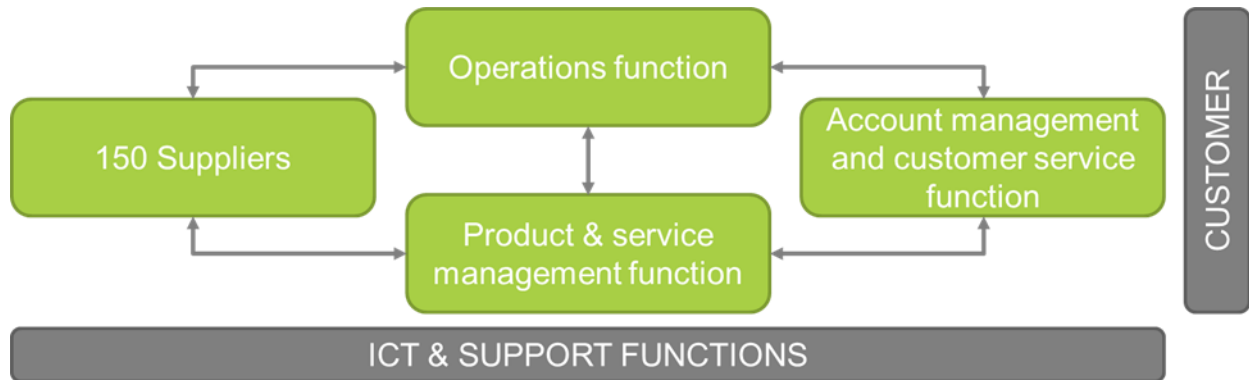 Operations function
150 Suppliers
Account management
and customer service
function
Product & service
management function
CUSTOMER
ICT & SUPPORT FUNCTIONS